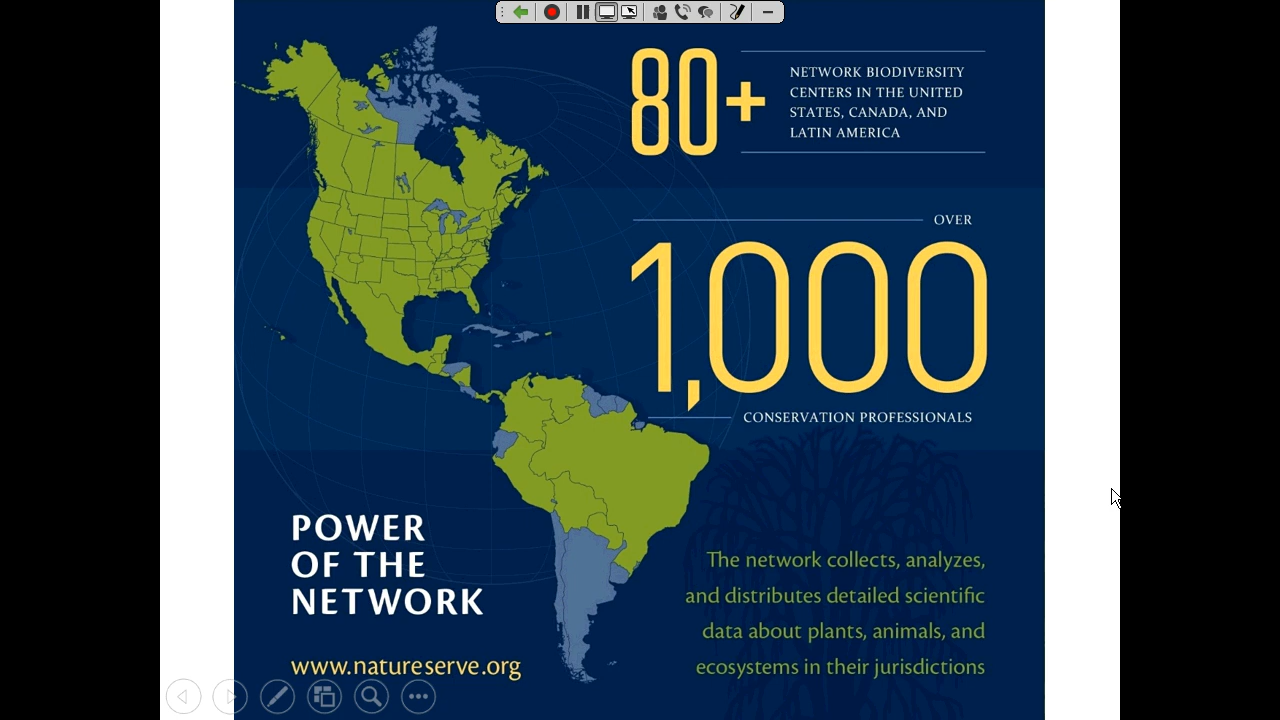 80+
NETWORK BIODIVERSITY
CENTERS IN THE UNITED
STATES, CANADA, AND
LATIN AMERICA
OVER
1,000
CONSERVATION PROFESSIONALS
POWER
OF THE
NETWORK
www.natureserve.org
The network collects, analyzes,
and distributes detailed scientific
data about plants, animals, and
ecosystems in their jurisdictions